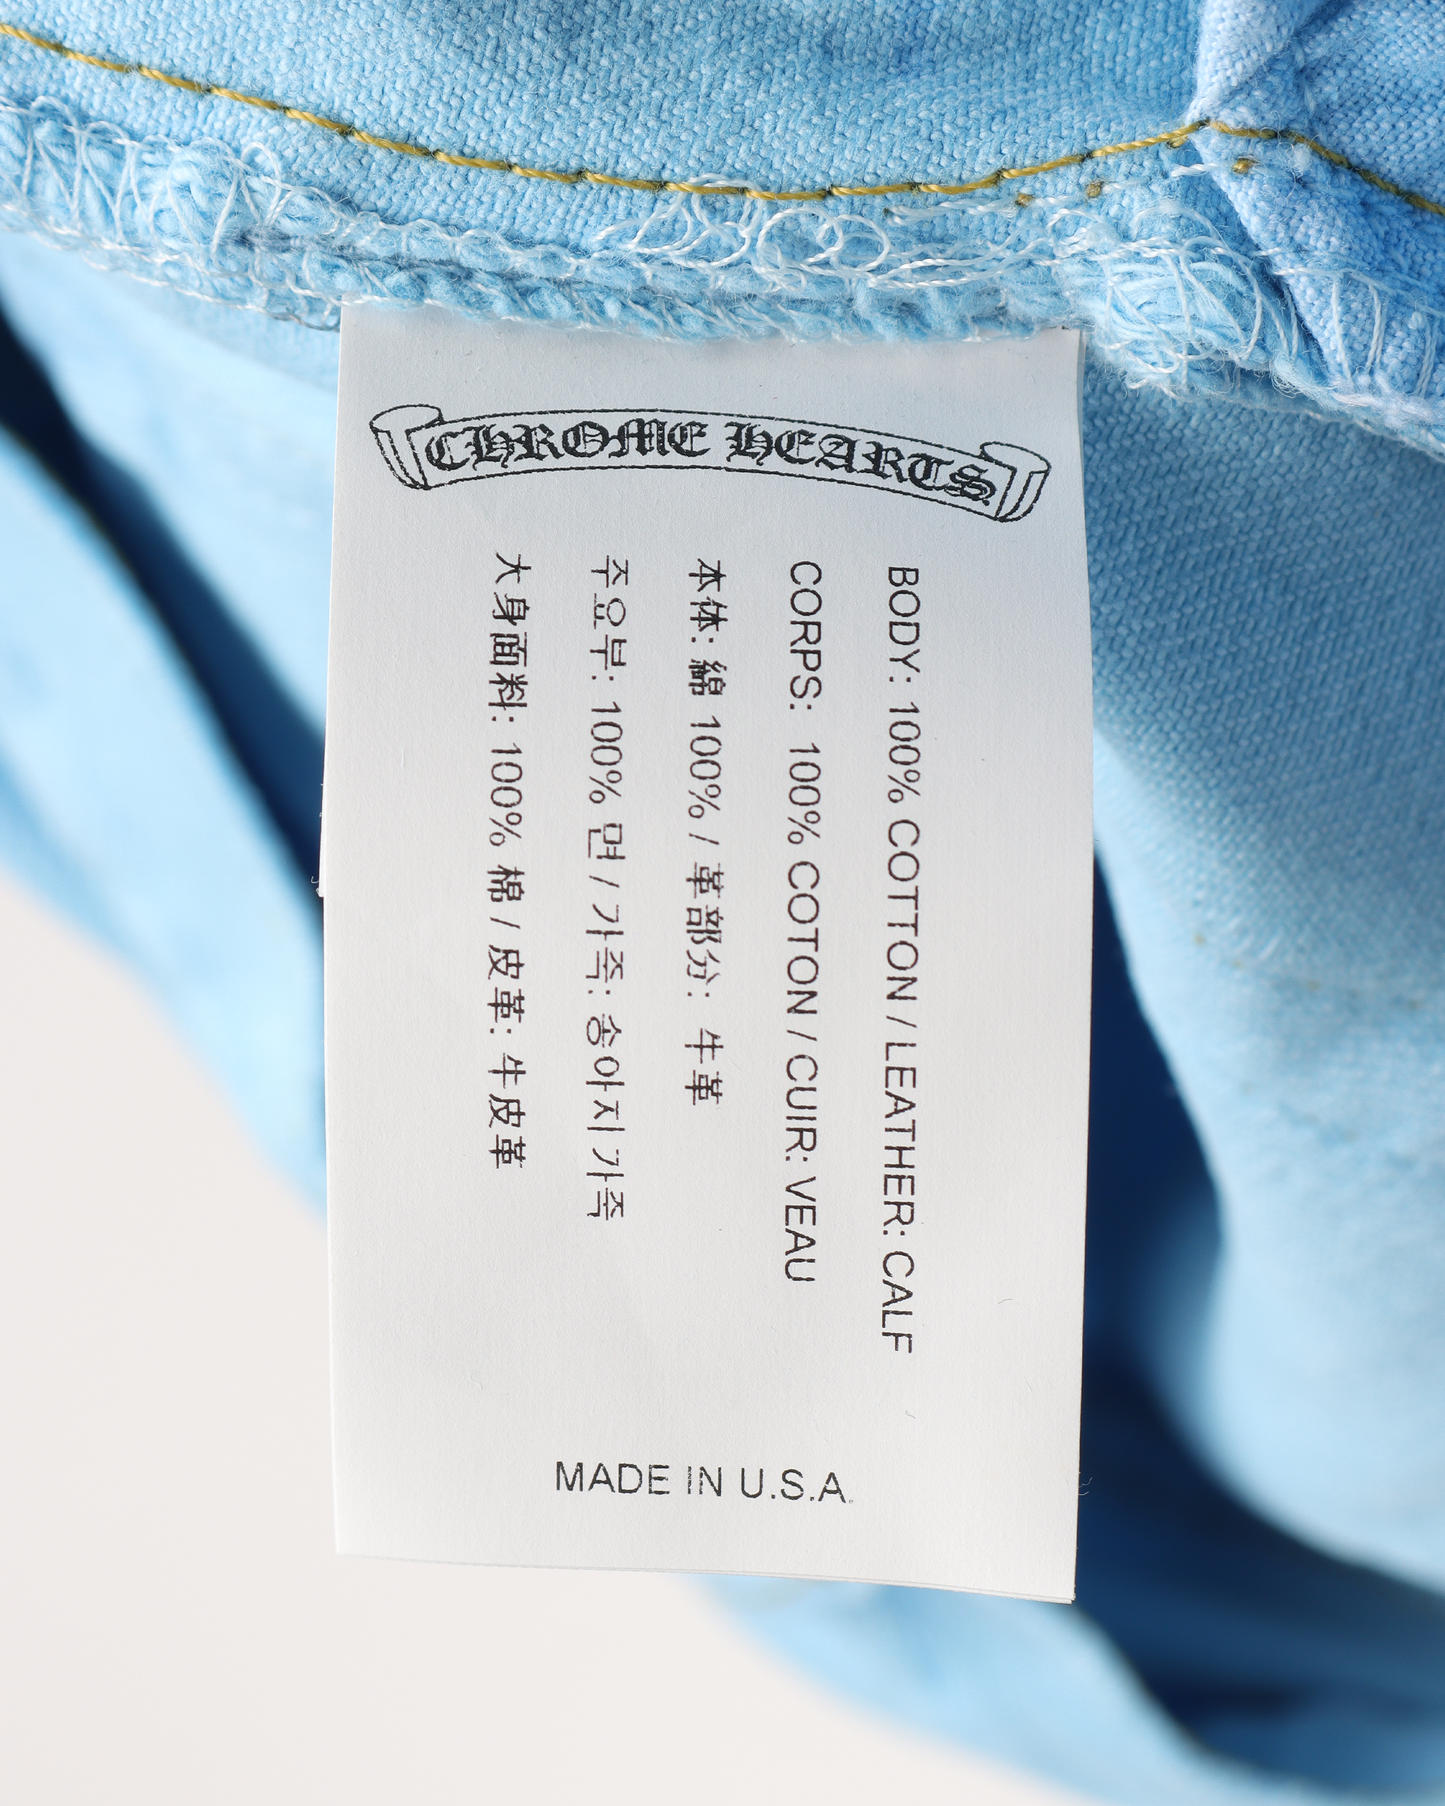 CHROME HEARTS
BODY: 100% COTTON / LEATHER: CALF
CORPS: 100% COTON / CUIR: VEAU
本体: 綿 100% / 革部分: 牛革
주요부: 100% 면 / 가죽: 송아지 가죽
大身面料: 100% 棉 / 皮革: 牛皮革
MADE IN U.S.A.